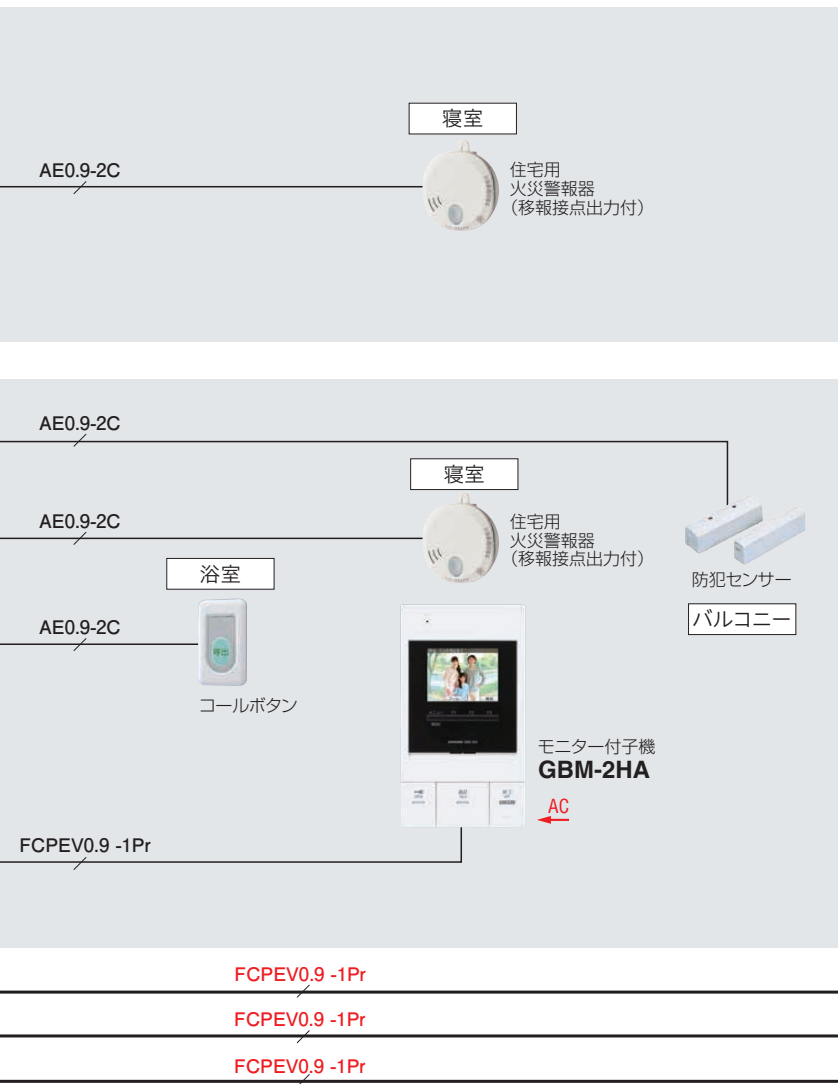 寝室
AE0.9-2C
住宅用
火災警報器
（移報接点出力付）
AE0.9-2C
寝室
AE0.9-2C
住宅用
火災警報器
（移報接点出力付）
防犯センサー
バルコニー
浴室
AE0.9-2C
呼出
コールボタン
モニター付子機
GBM-2HA
AC
FCPEV0.9 -1Pr
FCPEV0.9 -1Pr
FCPEV0.9 -1Pr
FCPEV0.9 -1Pr